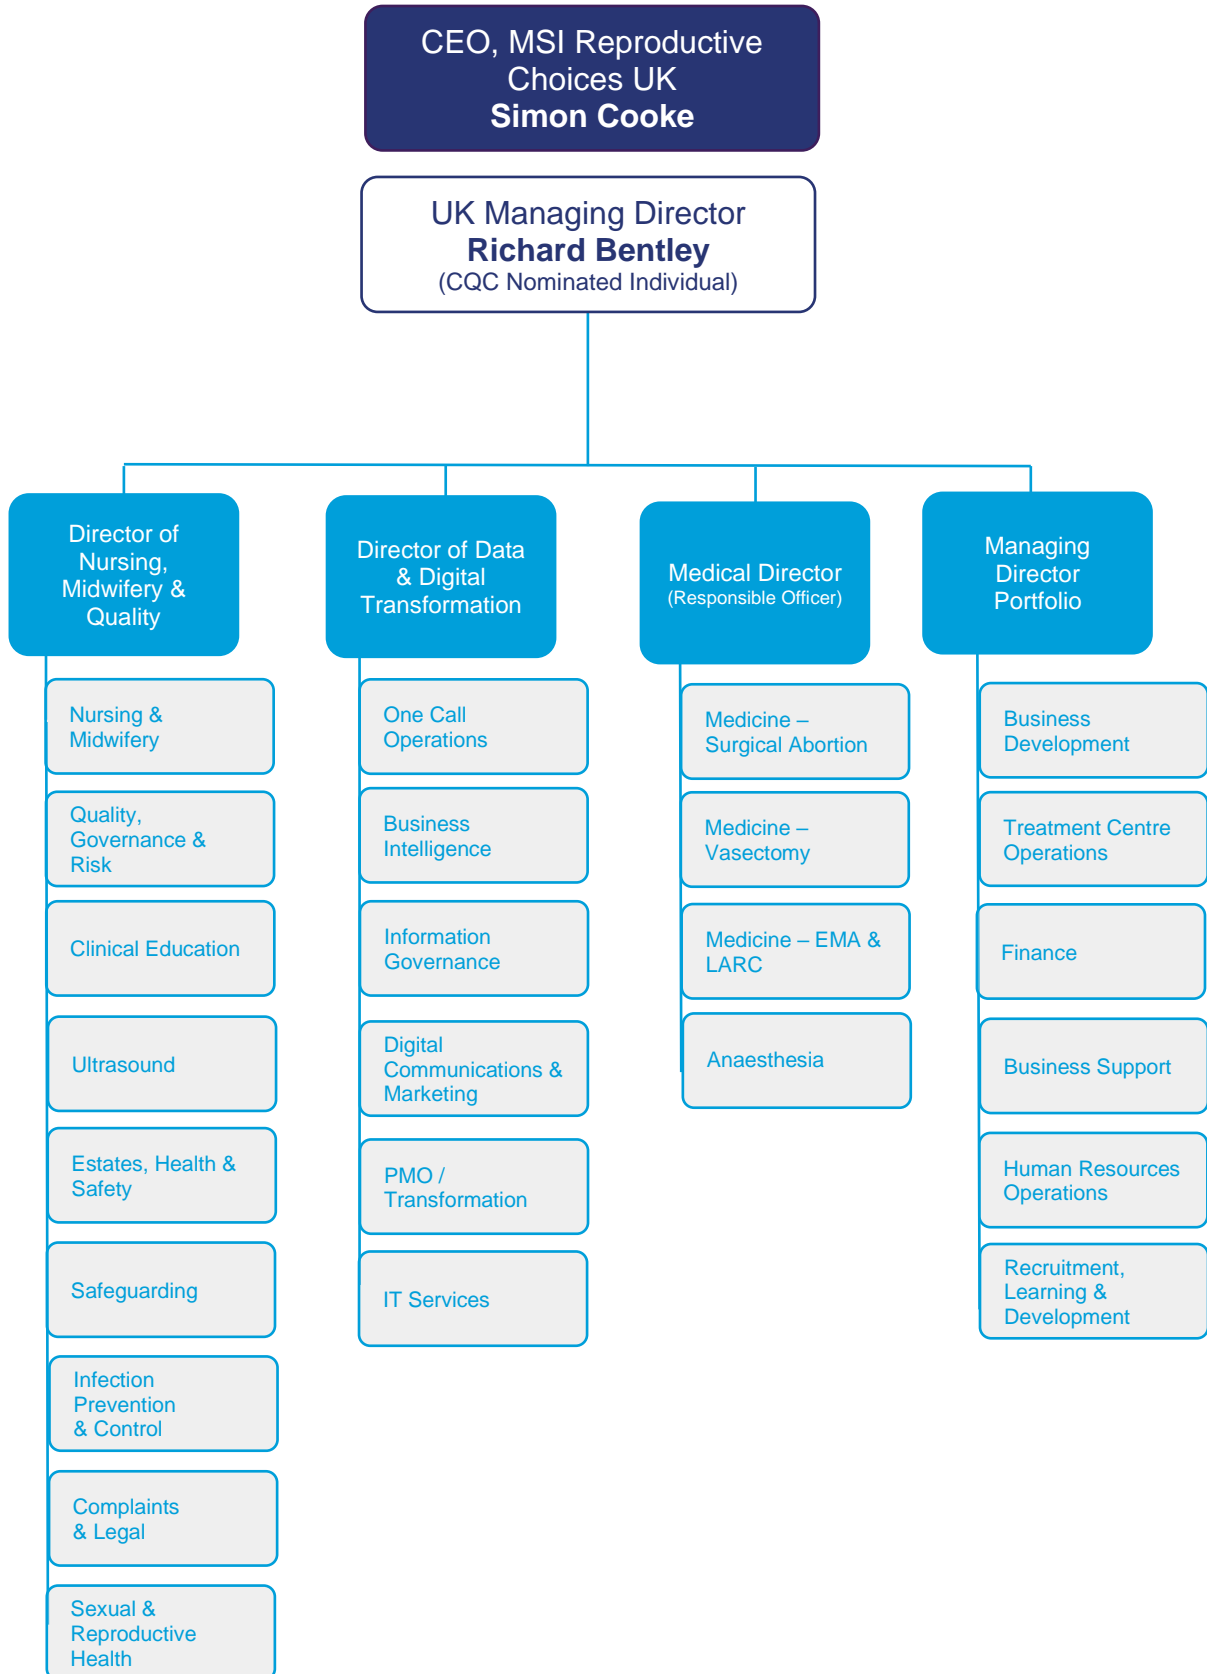 CEO, MSI Reproductive
Choices UK
Simon Cooke
UK Managing Director
Richard Bentley
(CQC Nominated Individual)
Director of
Nursing,
Midwifery &
Quality
Nursing &
Midwifery
Quality,
Governance &
Risk
Clinical Education
Ultrasound
Estates, Health &
Safety
Safeguarding
Infection
Prevention
& Control
Complaints
& Legal
Sexual &
Reproductive
Health
Director of Data
& Digital
Transformation
One Call
Operations
Business
Intelligence
Information
Governance
Digital
Communications &
Marketing
PMO /
Transformation
IT Services
Medical Director
(Responsible Officer)
Medicine –
Surgical Abortion
Medicine –
Vasectomy
Medicine – EMA &
LARC
Anaesthesia
Managing
Director
Portfolio
Business
Development
Treatment Centre
Operations
Finance
Business Support
Human Resources
Operations
Recruitment,
Learning &
Development